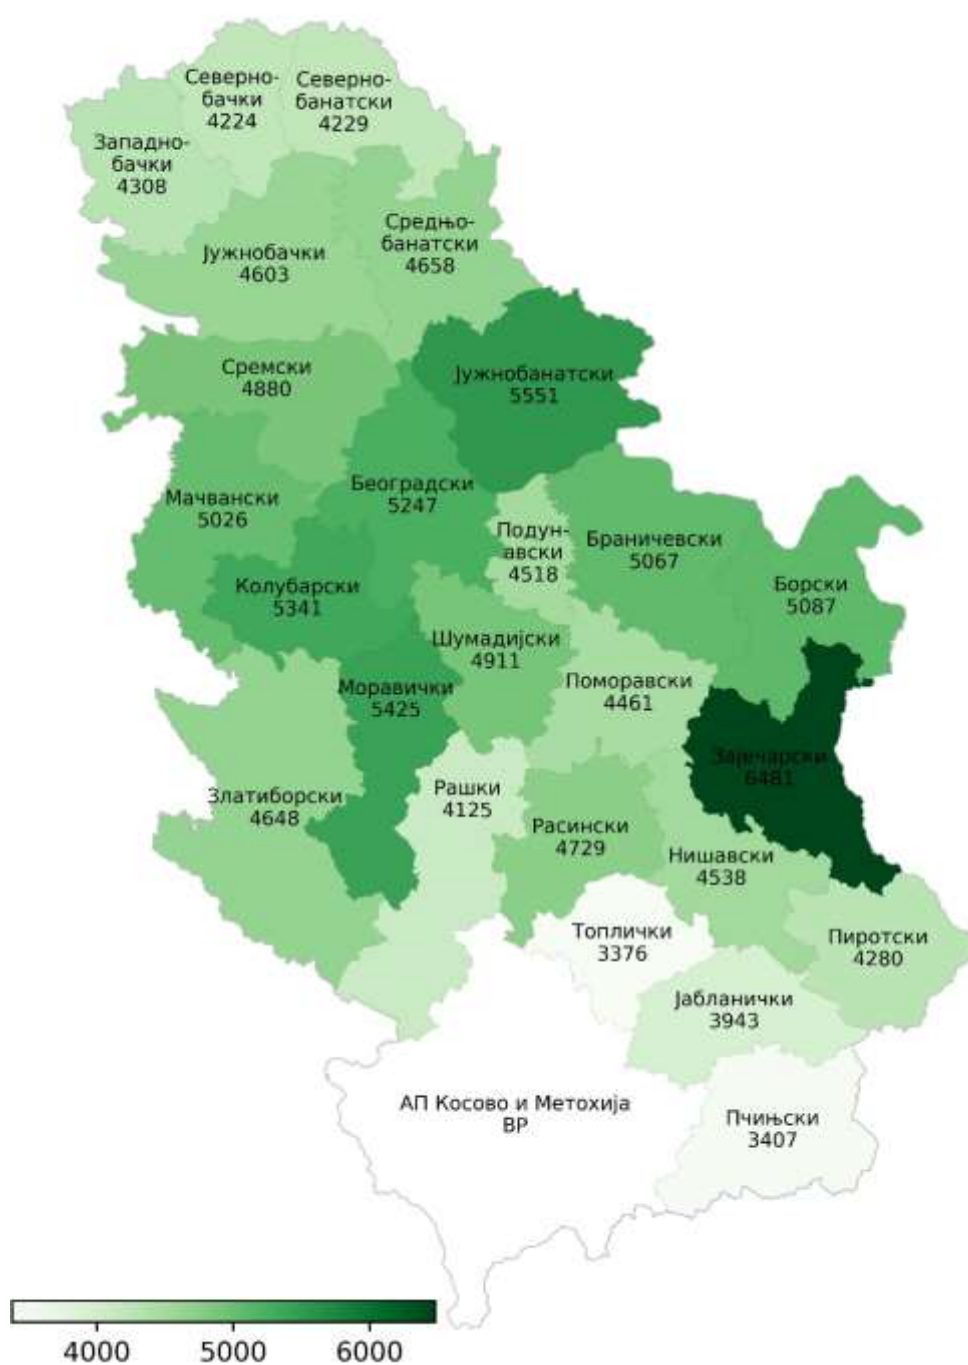 Северно-
бачки
4224
Северно-
банатски
4229
Западно-
бачки
4308
Јужнобачки
4603
Средњо-
банатски
4658
Сремски
4880
Јужнобанатски
5551
Мачвански
5026
Београдски
5247
Подун-
авски
4518
Браничевски
5067
Борски
5087
Колубарски
5341
Шумадијски
4911
Моравички
5425
Поморавски
4461
Зајечарски
6481
Златиборски
4648
Рашки
4125
Расински
4729
Нишавски
4538
Топлички
3376
Пиротски
4280
Јабланички
3943
АП Косово и Метохија
ВР
Пчињски
3407
4000 5000 6000